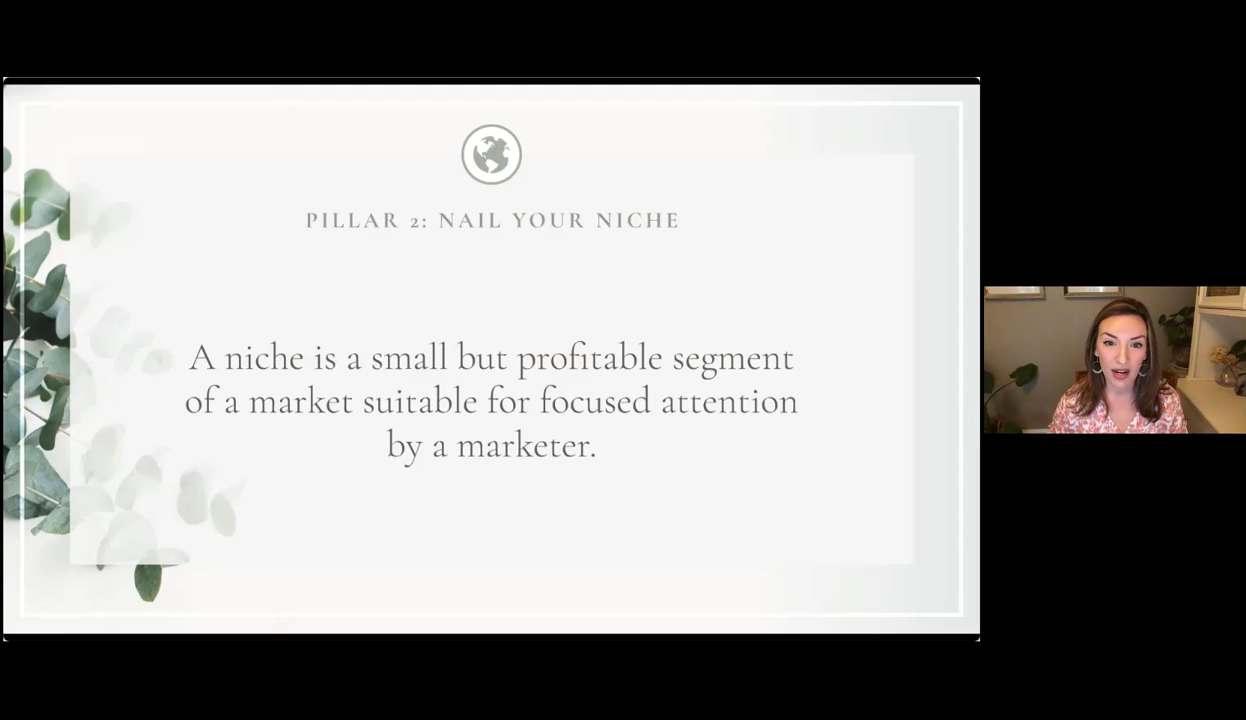 PILLAR 2: NAIL YOUR NICHE
A niche is a small but profitable segment
of a market suitable for focused attention
by a marketer.